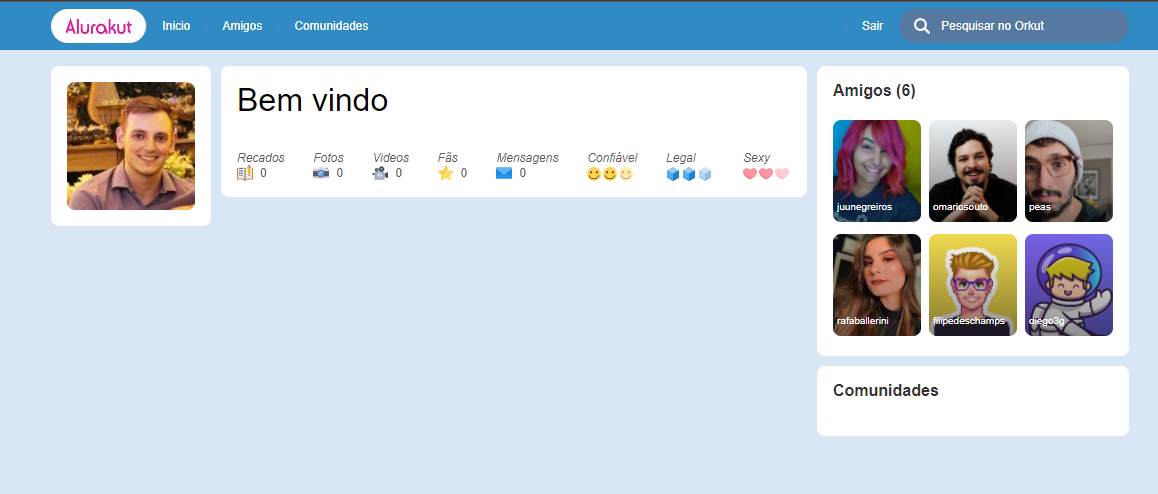 Alurakut
Inicio
Amigos
Comunidades
Sair
Pesquisar no Orkut
Bem vindo
Recados Fotos Videos Fãs Mensagens Confiável Legal Sexy
0 0 0 0 0
Amigos (6)
juunegreiros omariosouto peas
rafaballerini filipedeschamps diego3g
Comunidades